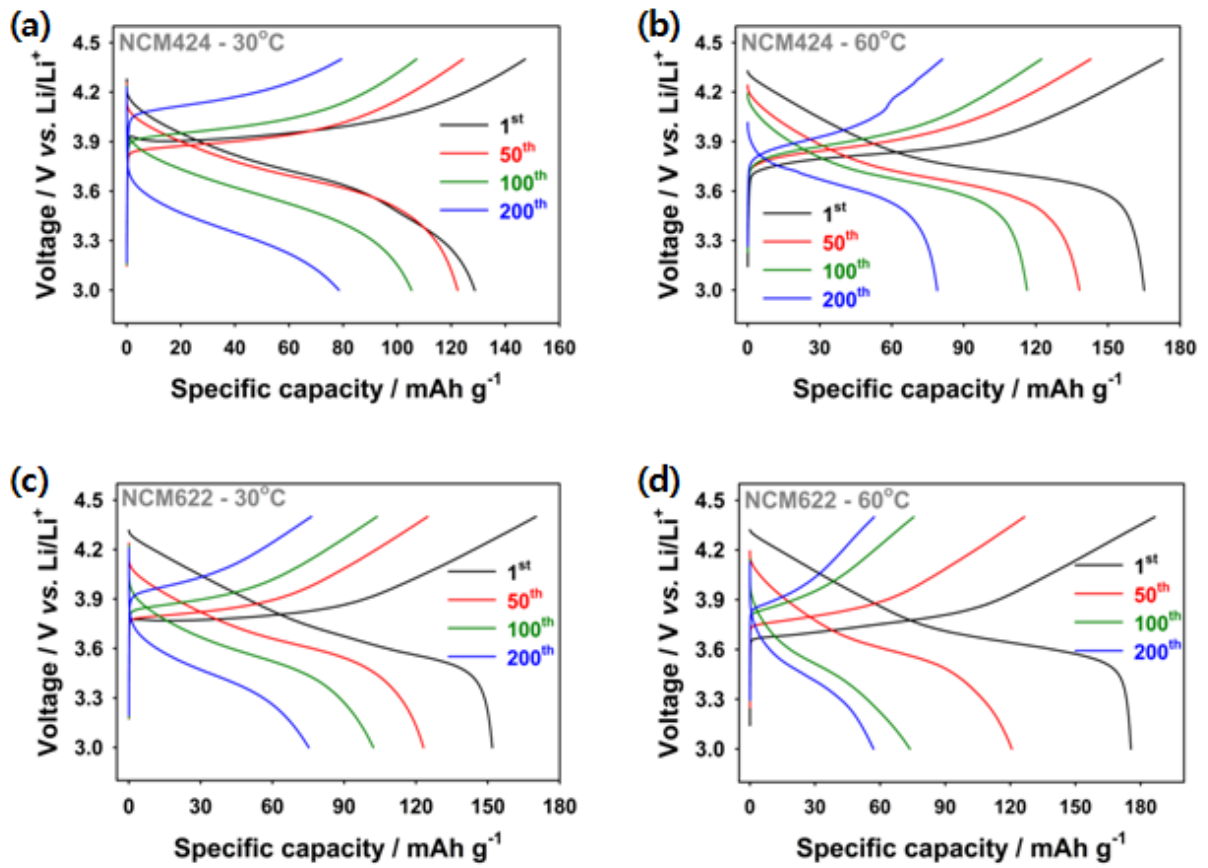 (a)
NCM424 - 30°C
Voltage / V vs. Li/Li⁺
4.5
4.2
3.9
3.6
3.3
3.0
1ˢᵗ
50ᵗʰ
100ᵗʰ
200ᵗʰ
0 20 40 60 80 100 120 140 160
Specific capacity / mAh g⁻¹
(b)
NCM424 - 60°C
Voltage / V vs. Li/Li⁺
4.5
4.2
3.9
3.6
3.3
3.0
1ˢᵗ
50ᵗʰ
100ᵗʰ
200ᵗʰ
0 30 60 90 120 150 180
Specific capacity / mAh g⁻¹
(c)
NCM622 - 30°C
Voltage / V vs. Li/Li⁺
4.5
4.2
3.9
3.6
3.3
3.0
1ˢᵗ
50ᵗʰ
100ᵗʰ
200ᵗʰ
0 30 60 90 120 150 180
Specific capacity / mAh g⁻¹
(d)
NCM622 - 60°C
Voltage / V vs. Li/Li⁺
4.5
4.2
3.9
3.6
3.3
3.0
1ˢᵗ
50ᵗʰ
100ᵗʰ
200ᵗʰ
0 30 60 90 120 150 180
Specific capacity / mAh g⁻¹